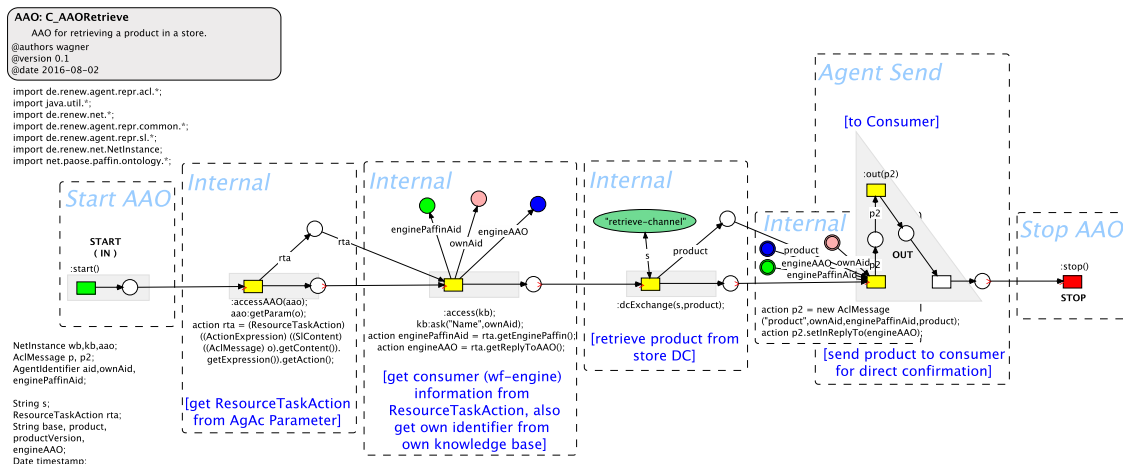 AAO: C_AAORetrieve
AAO for retrieving a product in a store.
@authors wagner
@version 0.1
@date 2016-08-02
import de.renew.agent.repr.acl.*;
import java.util.*;
import de.renew.net.*;
import de.renew.agent.repr.common.*;
import de.renew.agent.repr.sl.*;
import de.renew.net.NetInstance;
import net.paose.paffin.ontology.*;
Start AAO
START
( IN )
:start()
NetInstance wb,kb,aao;
AclMessage p, p2;
AgentIdentifier aid,ownAid,
enginePaffinAid;
String s;
ResourceTaskAction rta;
String base, product,
productVersion,
engineAAO;
Date timestamp;
Internal
rta
:accessAAO(aao);
aao:getParam(o);
action rta = (ResourceTaskAction)
((ActionExpression) ((SlContent)
((AclMessage) o).getContent()).
getExpression()).getAction();
[get ResourceTaskAction
from AgAc Parameter]
Internal
rta
enginePaffinAid
ownAid
engineAAO
:access(kb);
kb:ask("Name",ownAid);
action enginePaffinAid = rta.getEnginePaffin();
action engineAAO = rta.getReplyToAAO();
[get consumer (wf-engine)
information from
ResourceTaskAction, also
get own identifier from
own knowledge base]
Internal
"retrieve-channel"
s
product
:dcExchange(s,product);
[retrieve product from
store DC]
Agent Send
[to Consumer]
:out(p2)
p2
OUT
Internal
product
engineAAO
ownAid
p2
enginePaffinAid
action p2 = new AclMessage
("product",ownAid,enginePaffinAid,product);
action p2.setInReplyTo(engineAAO);
[send product to consumer
for direct confirmation]
Stop AAO
:stop()
STOP